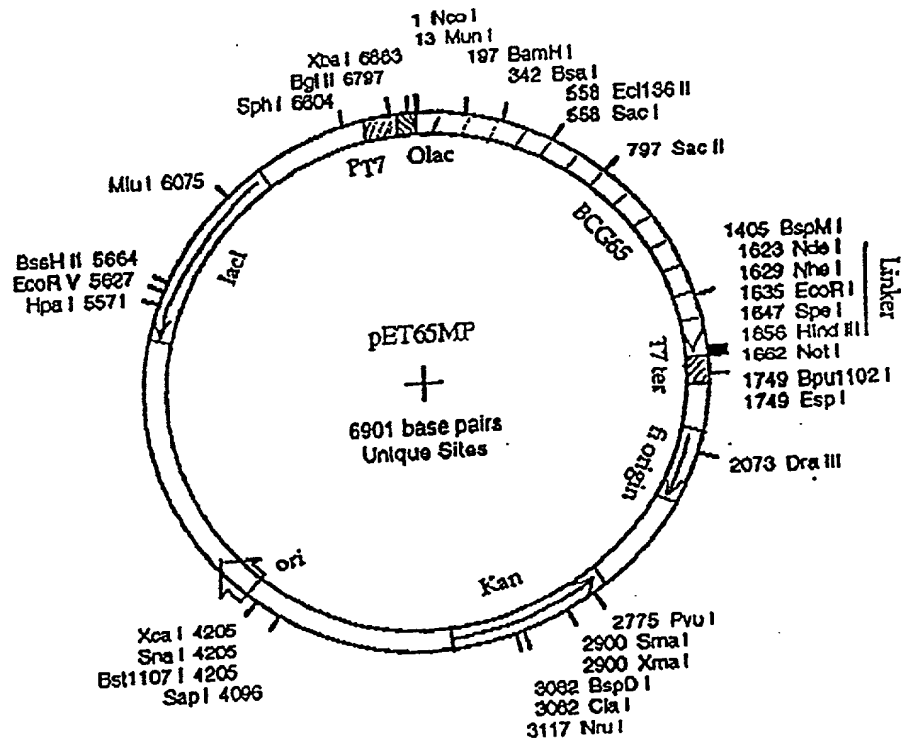 1 Nco I
13 Mun I
197 BamH I
342 Bsa I
558 Ecl136 II
558 Sac I
797 Sac II
1405 BspM I
1623 Nde I
1629 Nhe I
1635 EcoR I
1647 Spe I
1656 Hind III
Linker
1662 Not I
1749 Bpu1102 I
1749 Esp I
2073 Dra III
2775 Pvu I
2900 Sma I
2900 Xma I
3082 BspD I
3082 Cla I
3117 Nru I
Xca I 4205
Sna I 4205
Bst1107 I 4205
Sap I 4096
Hpa I 5571
EcoR V 5627
BssH II 5664
Mlu I 6075
Sph I 6604
Bgl II 6797
Xba I 6863
PT7
Olac
BCG65
T7 ter
f1 origin
Kan
ori
lacI
pET65MP
6901 base pairs
Unique Sites